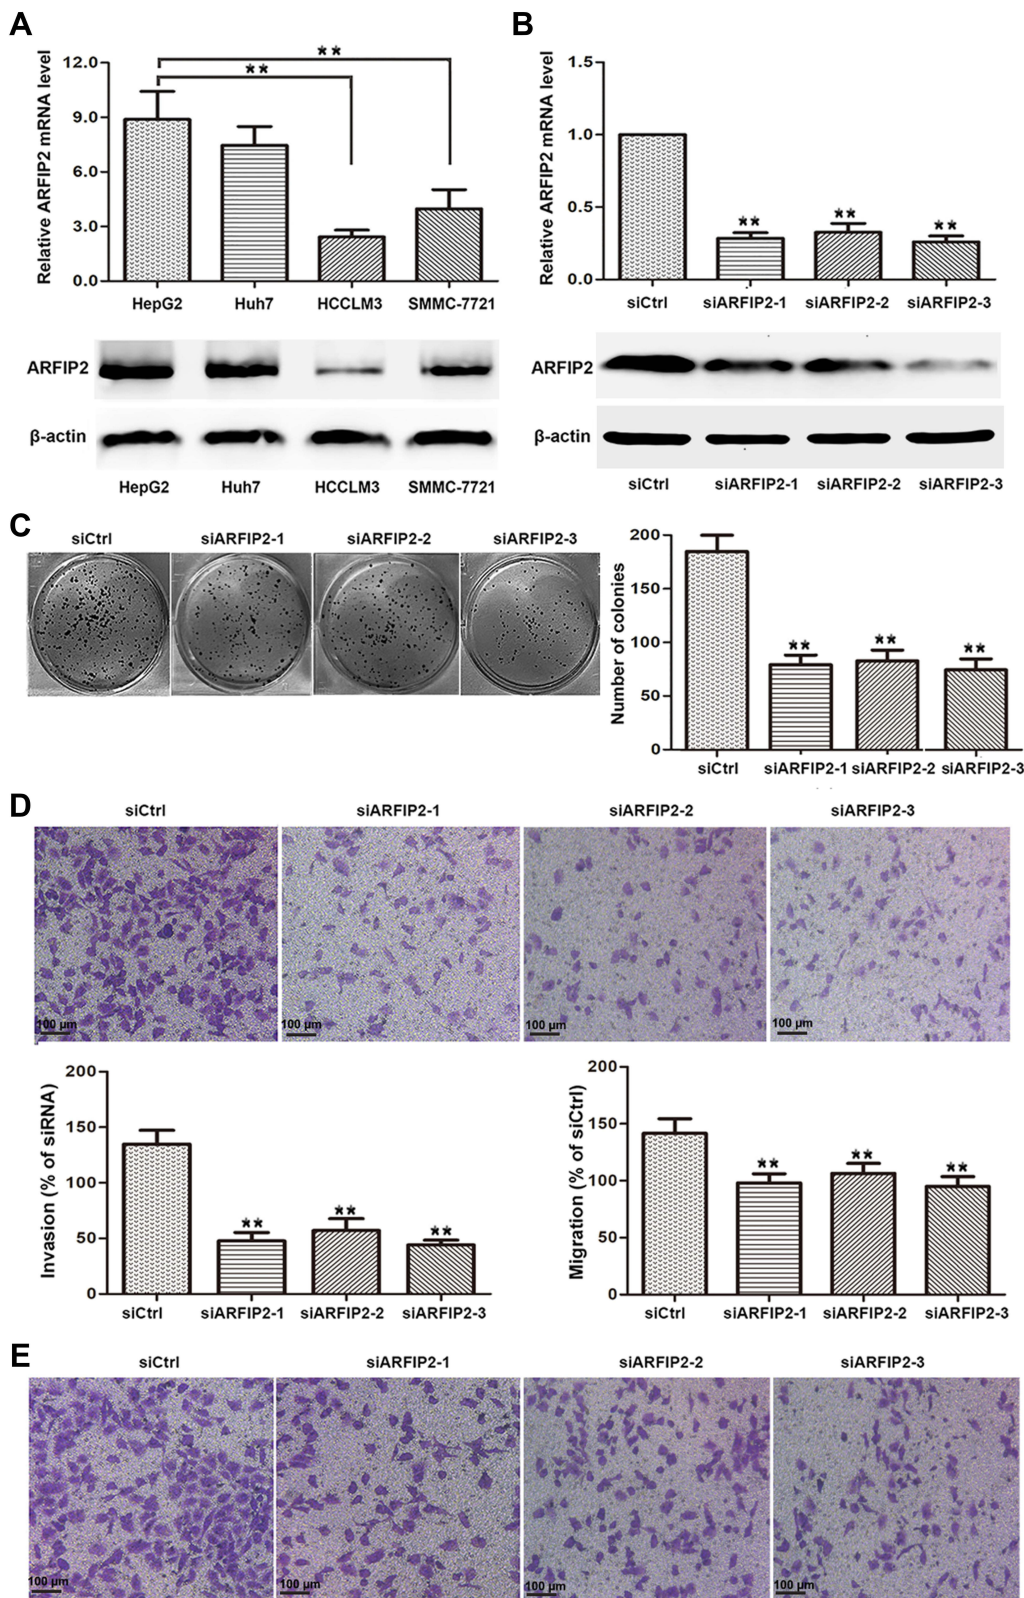 A
Relative ARFIP2 mRNA level
12.0
9.0
6.0
3.0
0.0
**
**
HepG2 Huh7 HCCLM3 SMMC-7721
ARFIP2
β-actin
HepG2 Huh7 HCCLM3 SMMC-7721
B
Relative ARFIP2 mRNA level
1.5
1.0
0.5
0.0
** ** **
siCtrl siARFIP2-1 siARFIP2-2 siARFIP2-3
ARFIP2
β-actin
siCtrl siARFIP2-1 siARFIP2-2 siARFIP2-3
C
siCtrl siARFIP2-1 siARFIP2-2 siARFIP2-3
Number of colonies
200
150
100
50
0
** ** **
siCtrl siARFIP2-1 siARFIP2-2 siARFIP2-3
D
siCtrl siARFIP2-1 siARFIP2-2 siARFIP2-3
100 µm 100 µm 100 µm 100 µm
Invasion (% of siRNA)
200
150
100
50
0
** ** **
siCtrl siARFIP2-1 siARFIP2-2 siARFIP2-3
Migration (% of siCtrl)
200
150
100
50
0
** ** **
siCtrl siARFIP2-1 siARFIP2-2 siARFIP2-3
E
siCtrl siARFIP2-1 siARFIP2-2 siARFIP2-3
100 µm 100 µm 100 µm 100 µm